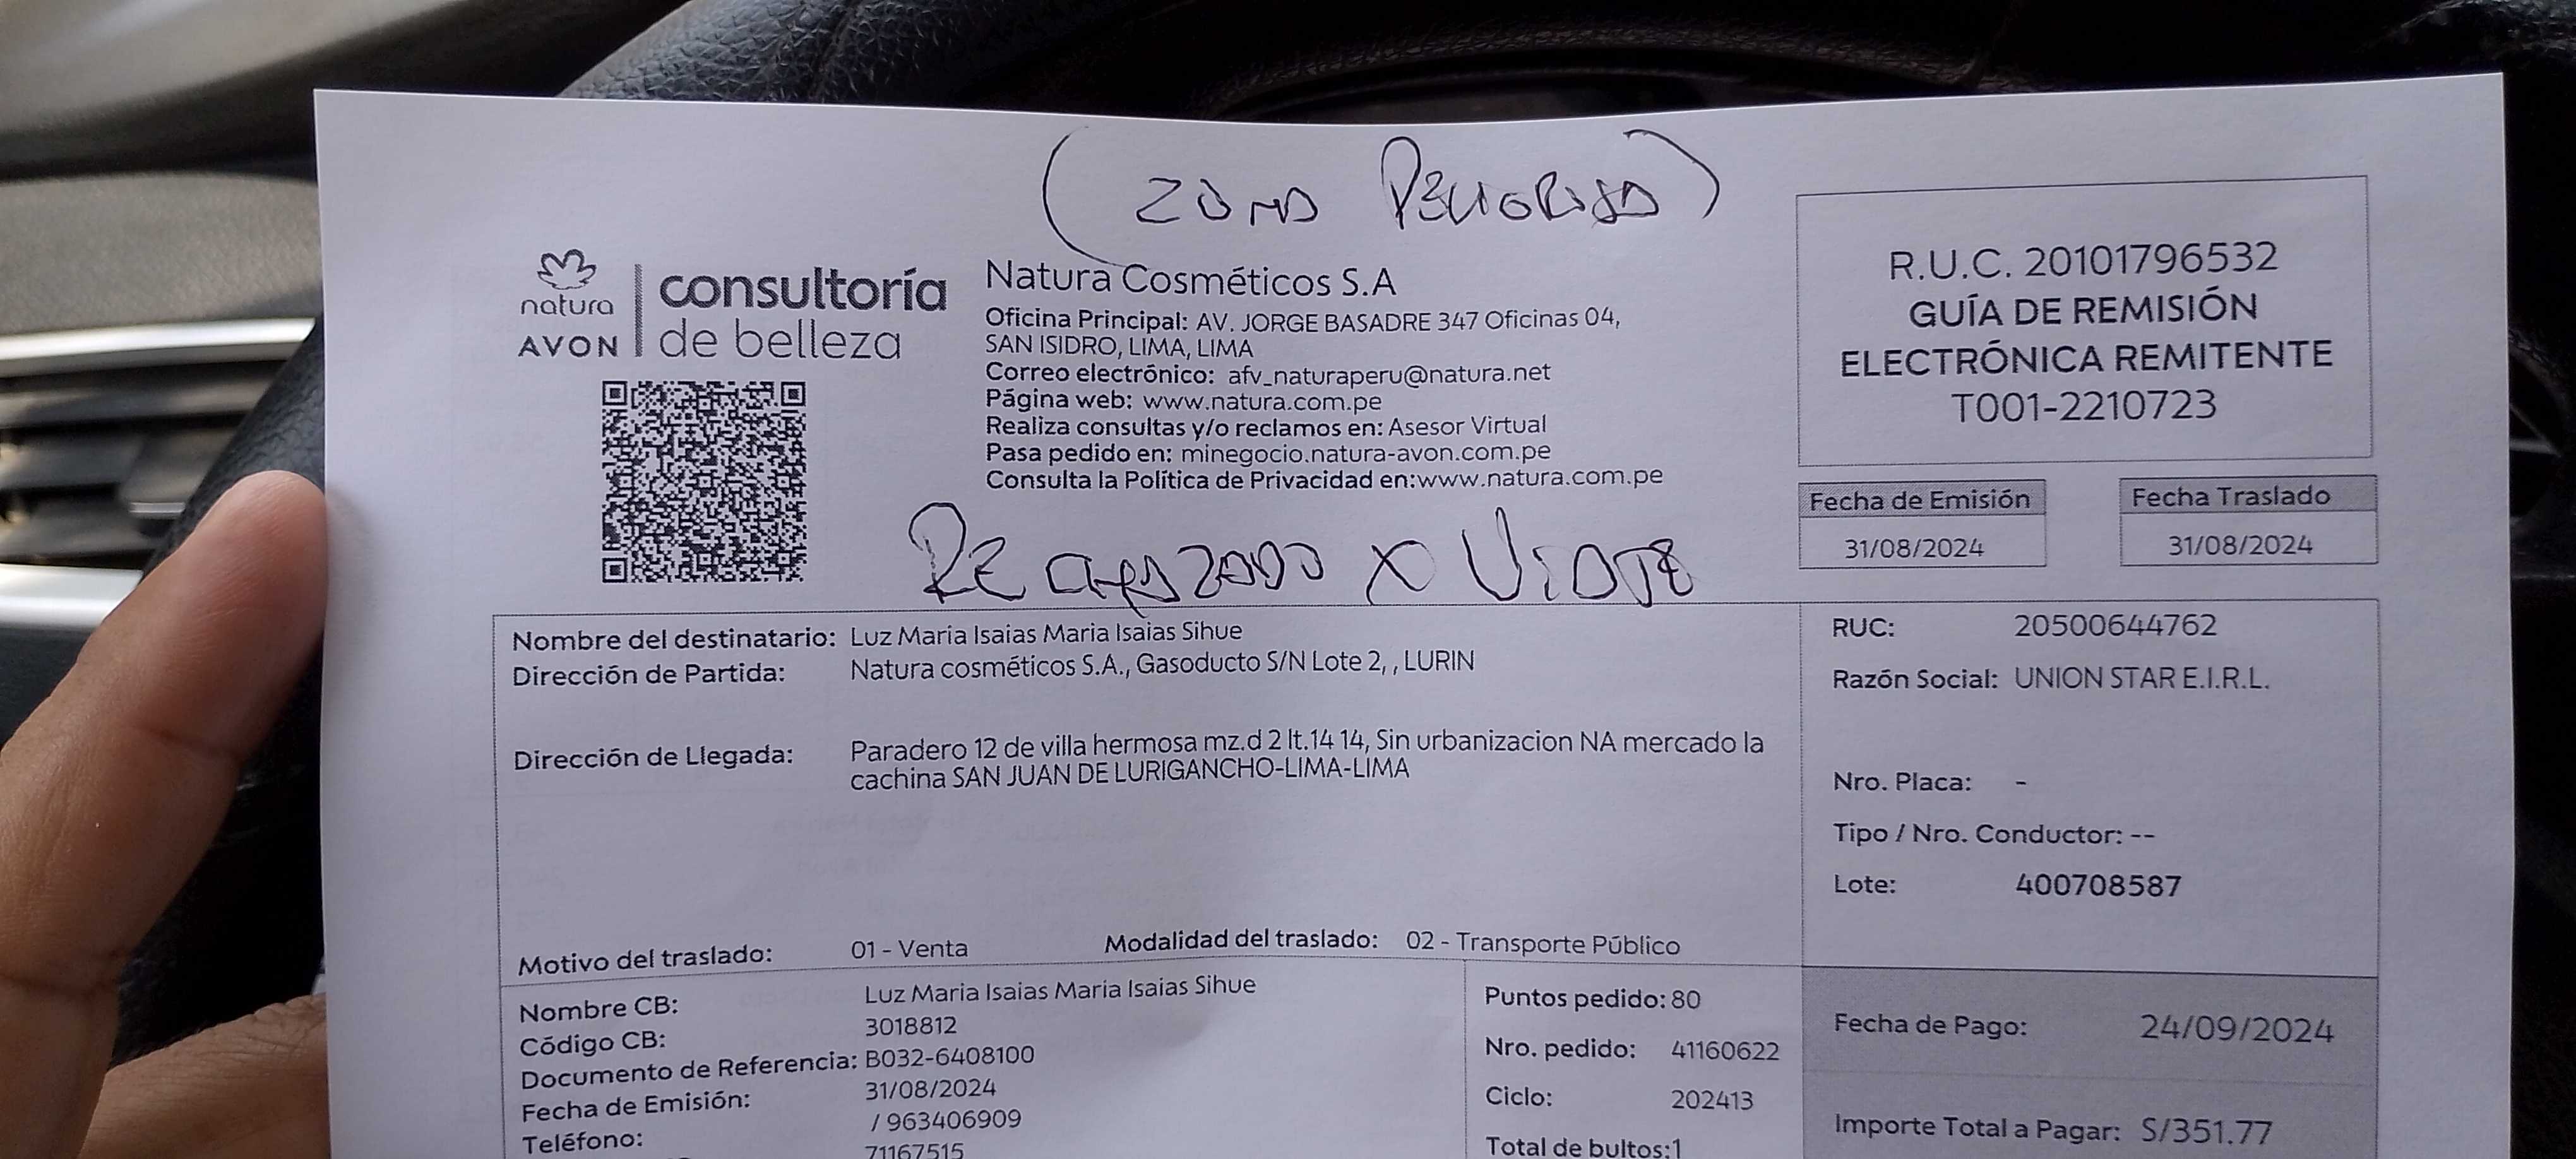 (ZONA PELIGROSA)
natura
AVON
consultoría
de belleza
Natura Cosméticos S.A
Oficina Principal: AV. JORGE BASADRE 347 Oficinas 04,
SAN ISIDRO, LIMA, LIMA
Correo electrónico: afv_naturaperu@natura.net
Página web: www.natura.com.pe
Realiza consultas y/o reclamos en: Asesor Virtual
Pasa pedido en: minegocio.natura-avon.com.pe
Consulta la Política de Privacidad en:www.natura.com.pe
R.U.C. 20101796532
GUÍA DE REMISIÓN
ELECTRÓNICA REMITENTE
T001-2210723
Fecha de Emisión
31/08/2024
Fecha Traslado
31/08/2024
X
Nombre del destinatario: Luz Maria Isaias Maria Isaias Sihue
Dirección de Partida: Natura cosméticos S.A., Gasoducto S/N Lote 2, , LURIN
Dirección de Llegada: Paradero 12 de villa hermosa mz.d 2 lt.14 14, Sin urbanizacion NA mercado la
cachina SAN JUAN DE LURIGANCHO-LIMA-LIMA
Motivo del traslado: 01 - Venta Modalidad del traslado: 02 - Transporte Público
RUC: 20500644762
Razón Social: UNION STAR E.I.R.L.
Nro. Placa: -
Tipo / Nro. Conductor: --
Lote: 400708587
Nombre CB: Luz Maria Isaias Maria Isaias Sihue
Código CB: 3018812
Documento de Referencia: B032-6408100
Fecha de Emisión: 31/08/2024
Teléfono: / 963406909
71167515
Puntos pedido: 80
Nro. pedido: 41160622
Ciclo: 202413
Total de bultos:1
Fecha de Pago: 24/09/2024
Importe Total a Pagar: S/351.77